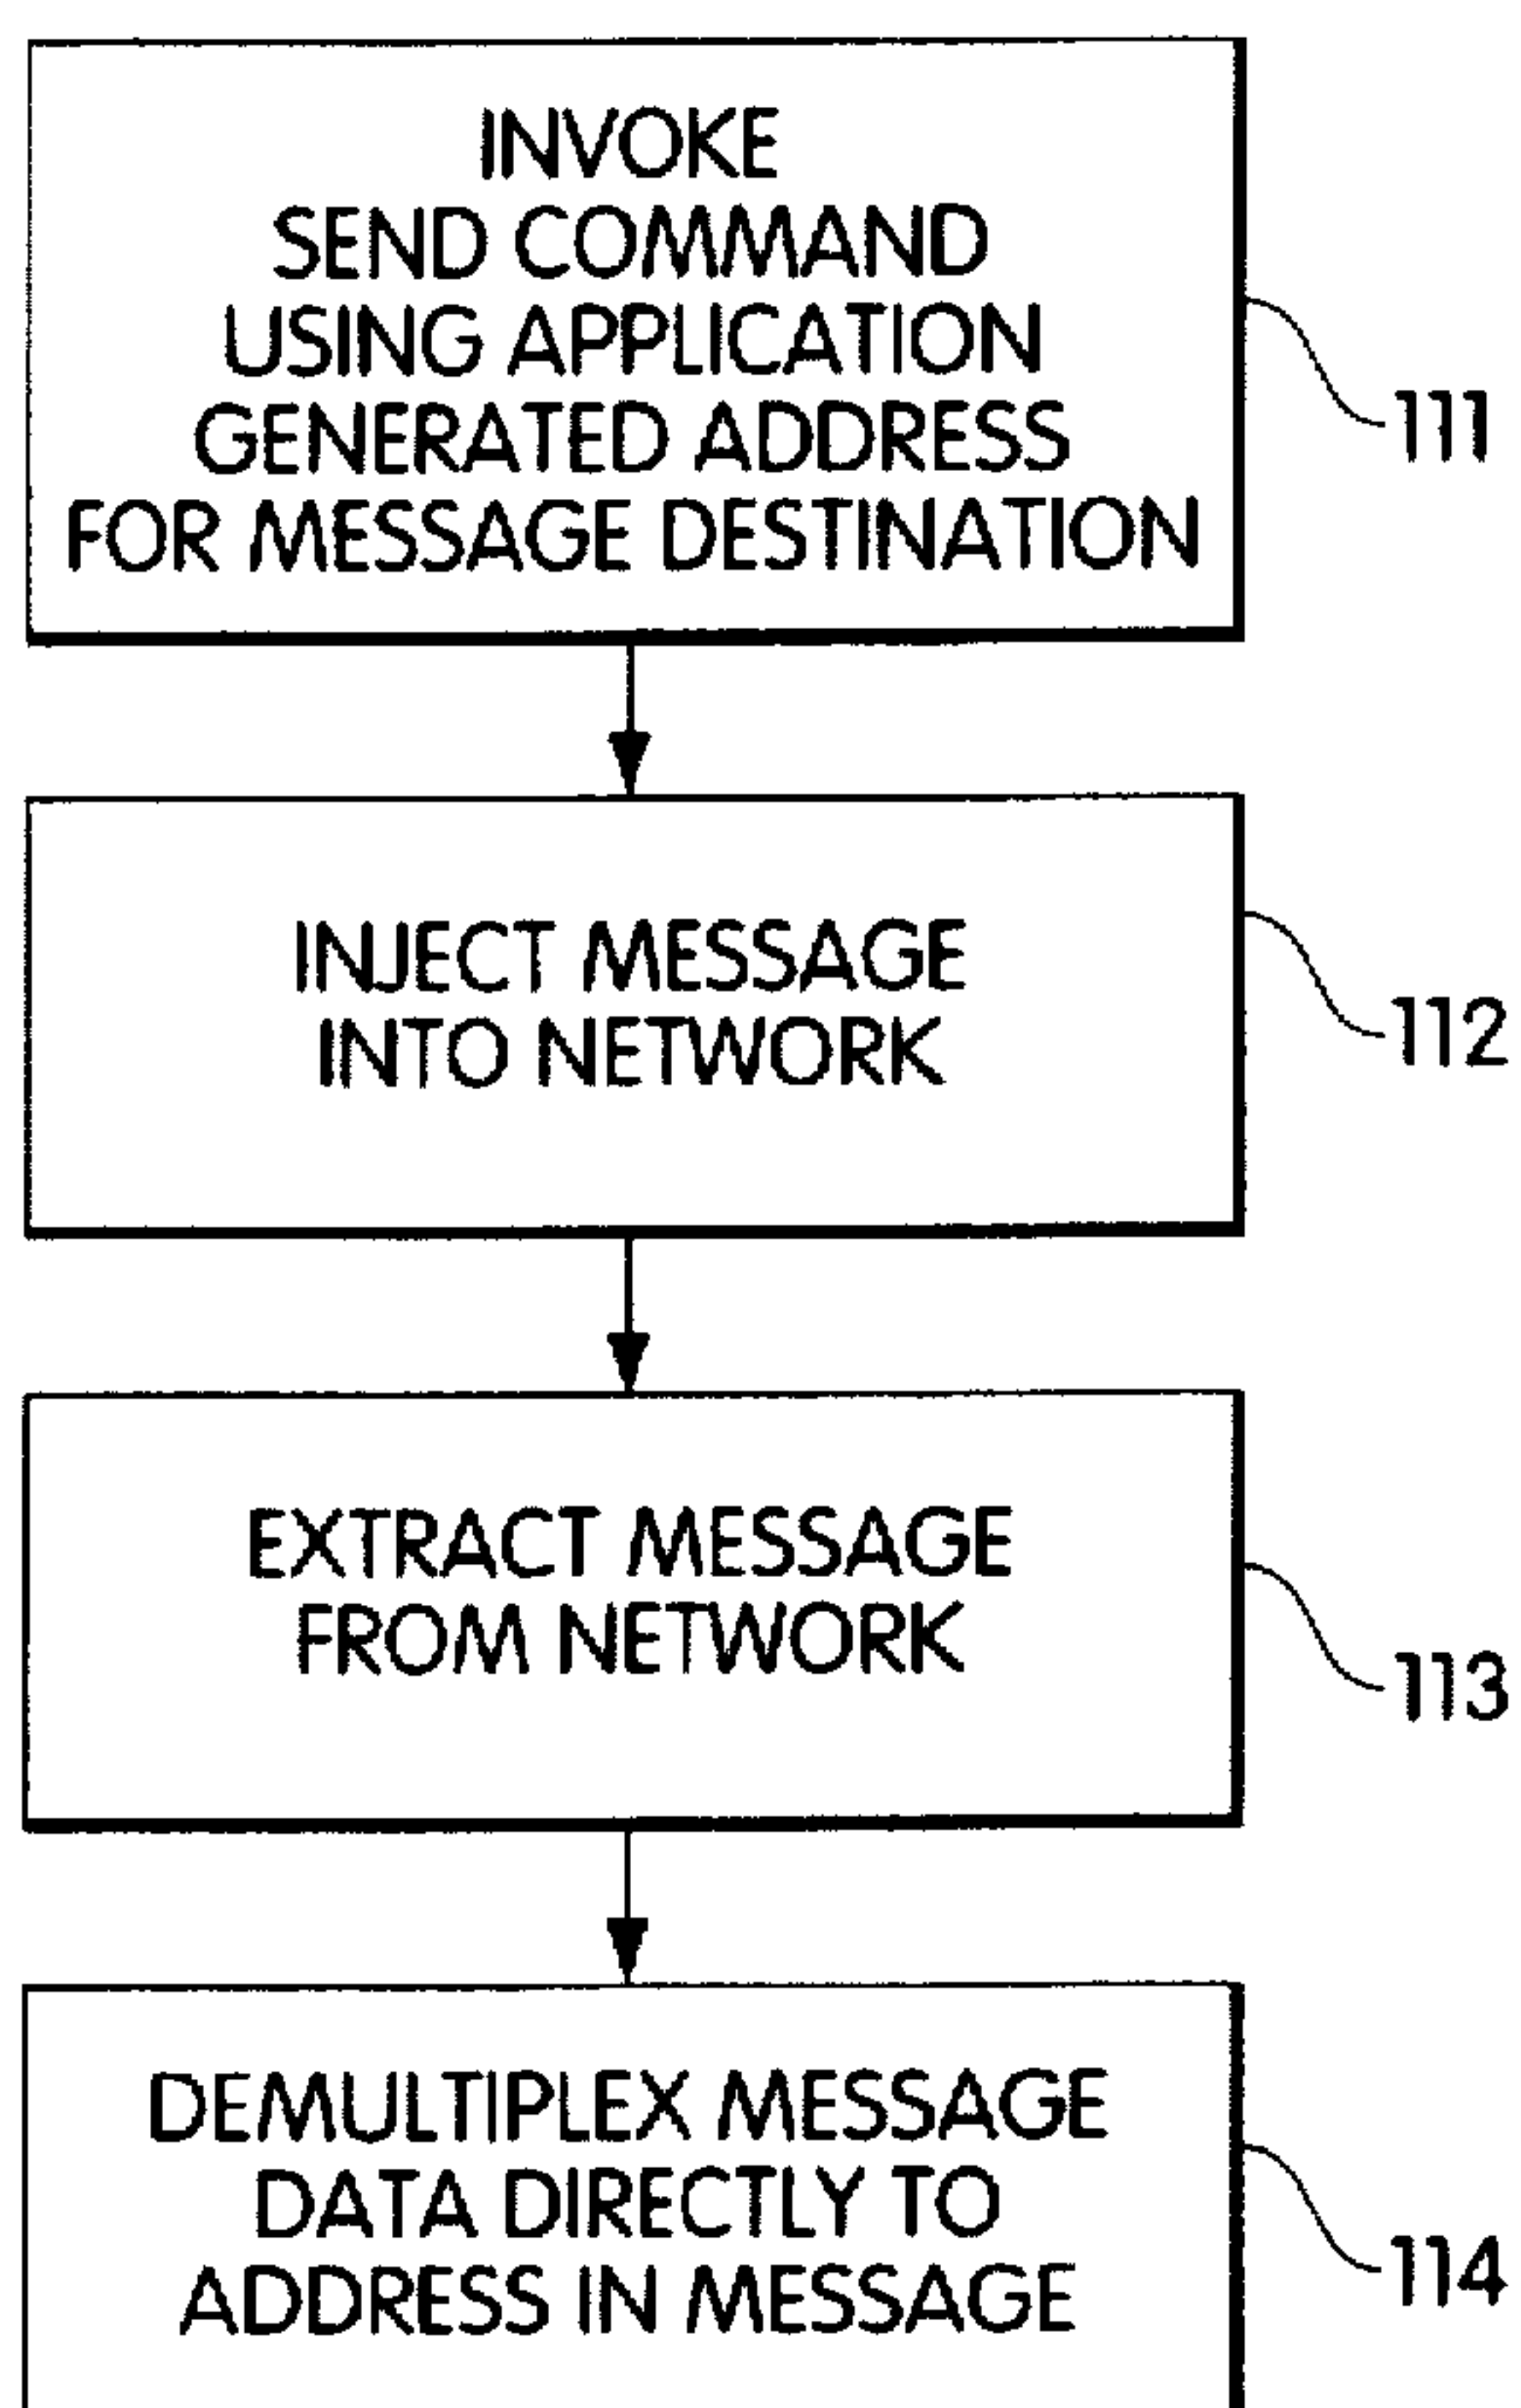 INVOKE
SEND COMMAND
USING APPLICATION
GENERATED ADDRESS
FOR MESSAGE DESTINATION
111
INJECT MESSAGE
INTO NETWORK
112
EXTRACT MESSAGE
FROM NETWORK
113
DEMULTIPLEX MESSAGE
DATA DIRECTLY TO
ADDRESS IN MESSAGE
114